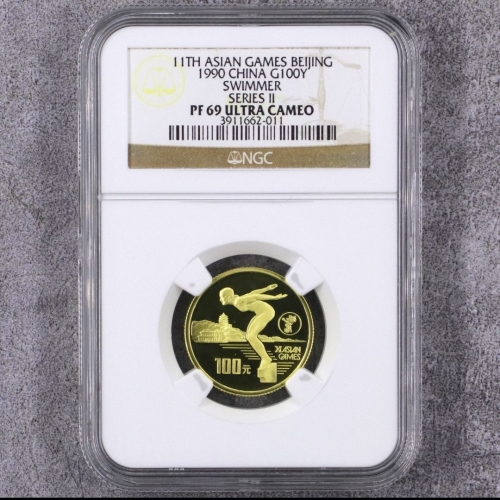 11TH ASIAN GAMES BEIJING
1990 CHINA G100Y
SWIMMER
SERIES II
PF 69 ULTRA CAMEO
3911662-011
NGC
XI ASIAN
GAMES
100元